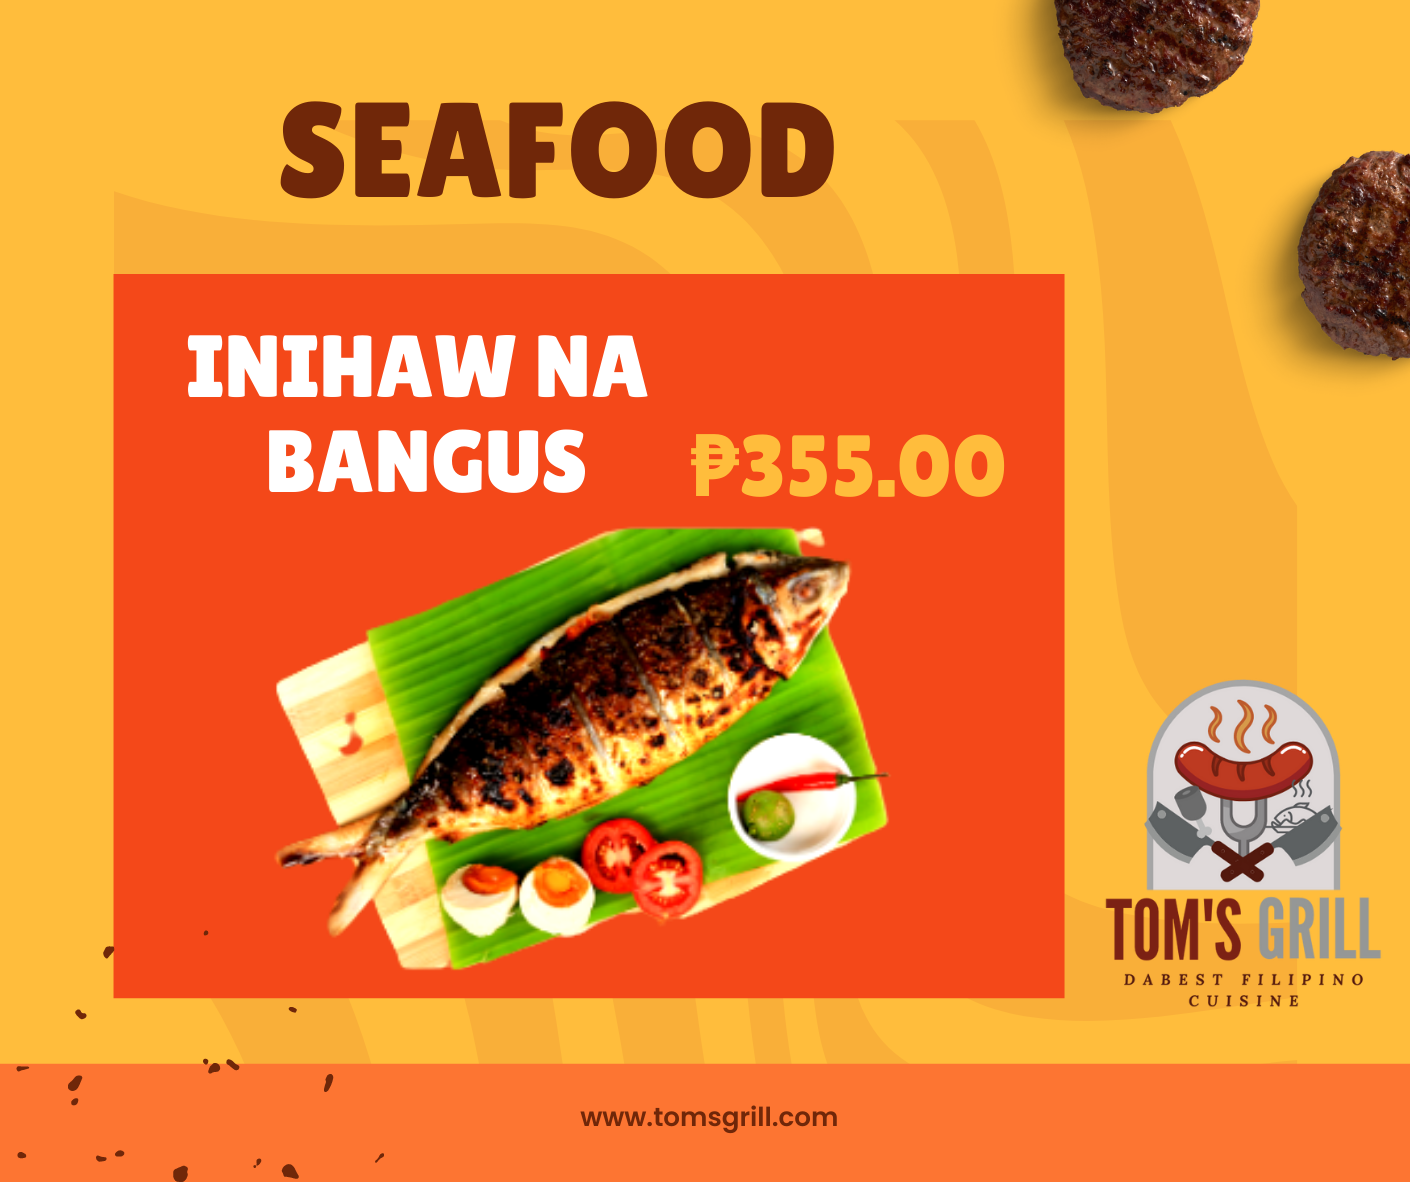 SEAFOOD
INIHAW NA
BANGUS
₱355.00
TOM'S GRILL
DABEST FILIPINO
CUISINE
www.tomsgrill.com